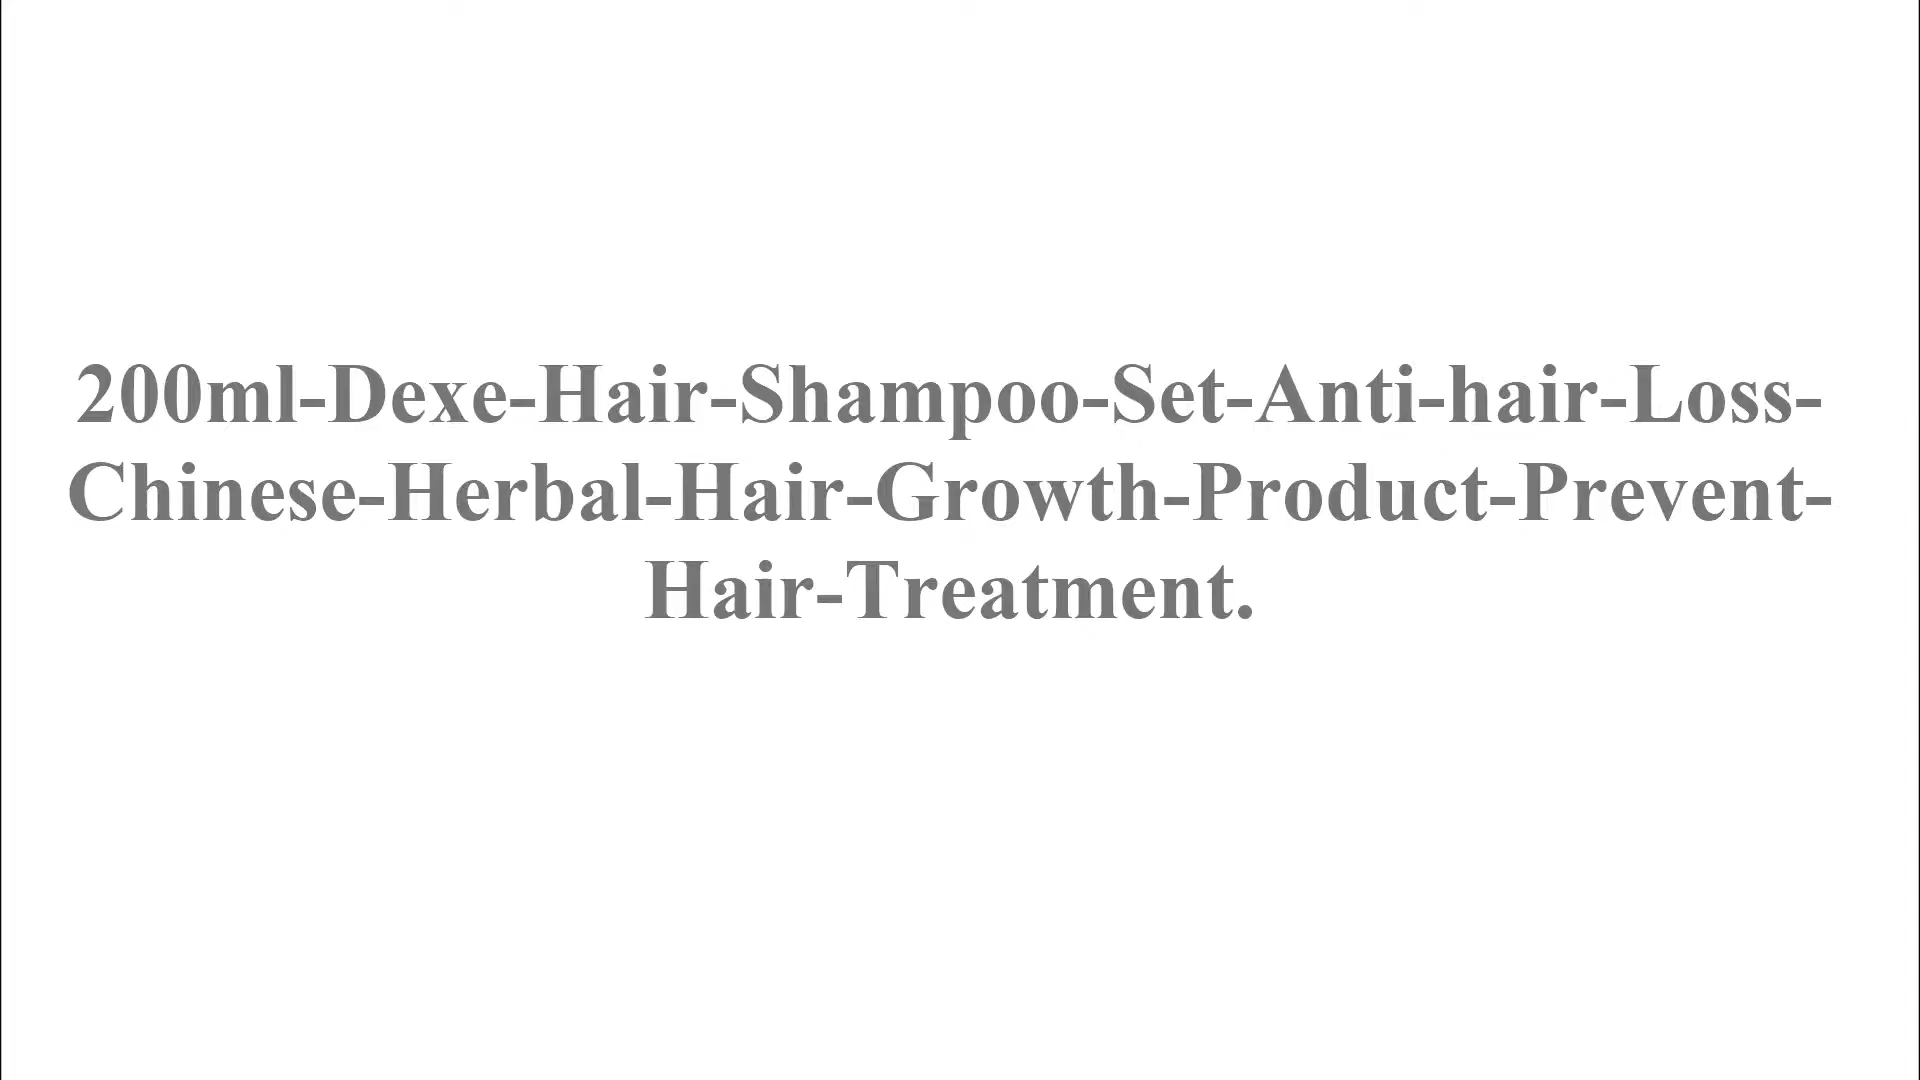 200ml-Dexe-Hair-Shampoo-Set-Anti-hair-Loss-
Chinese-Herbal-Hair-Growth-Product-Prevent-
Hair-Treatment.